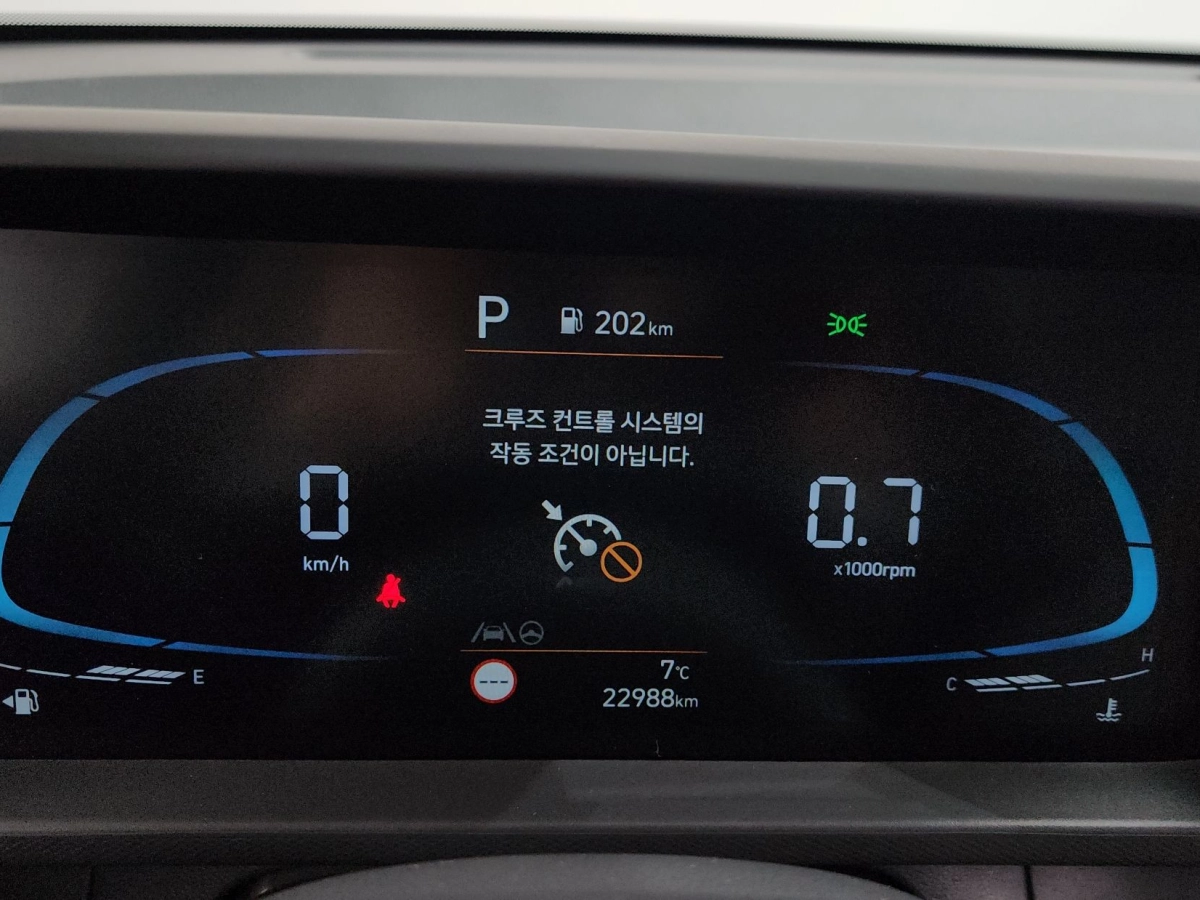 P
202km
크루즈 컨트롤 시스템의
작동 조건이 아닙니다.
0
km/h
0.7
x1000rpm
E
---
7°C
22988km
C
H